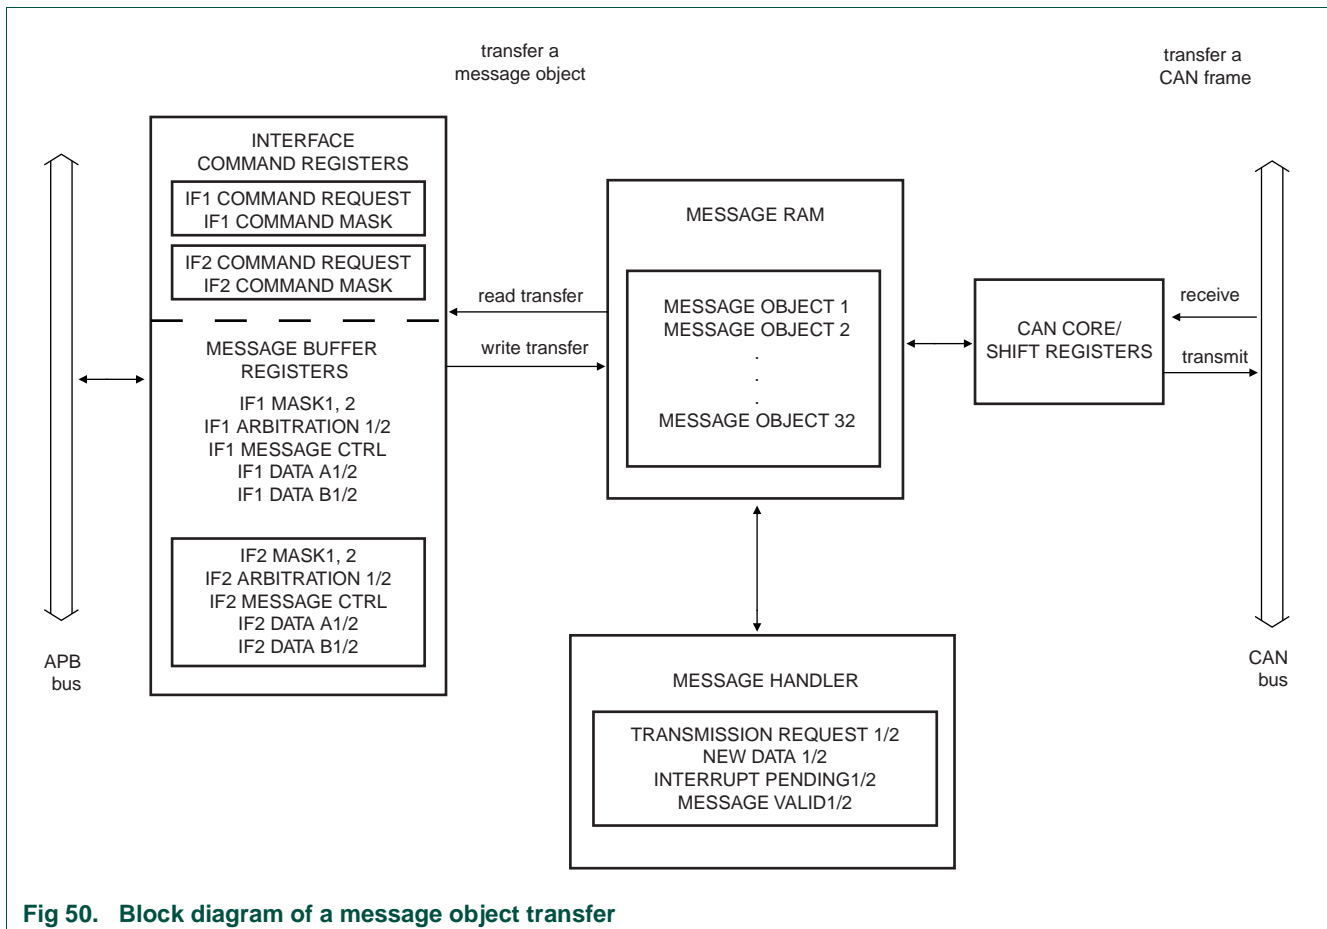 transfer a
message object
transfer a
CAN frame
INTERFACE
COMMAND REGISTERS
IF1 COMMAND REQUEST
IF1 COMMAND MASK
IF2 COMMAND REQUEST
IF2 COMMAND MASK
MESSAGE BUFFER
REGISTERS
IF1 MASK1, 2
IF1 ARBITRATION 1/2
IF1 MESSAGE CTRL
IF1 DATA A1/2
IF1 DATA B1/2
IF2 MASK1, 2
IF2 ARBITRATION 1/2
IF2 MESSAGE CTRL
IF2 DATA A1/2
IF2 DATA B1/2
APB
bus
read transfer
write transfer
MESSAGE RAM
MESSAGE OBJECT 1
MESSAGE OBJECT 2
.
.
.
MESSAGE OBJECT 32
CAN CORE/
SHIFT REGISTERS
receive
transmit
CAN
bus
MESSAGE HANDLER
TRANSMISSION REQUEST 1/2
NEW DATA 1/2
INTERRUPT PENDING1/2
MESSAGE VALID1/2
Fig 50. Block diagram of a message object transfer